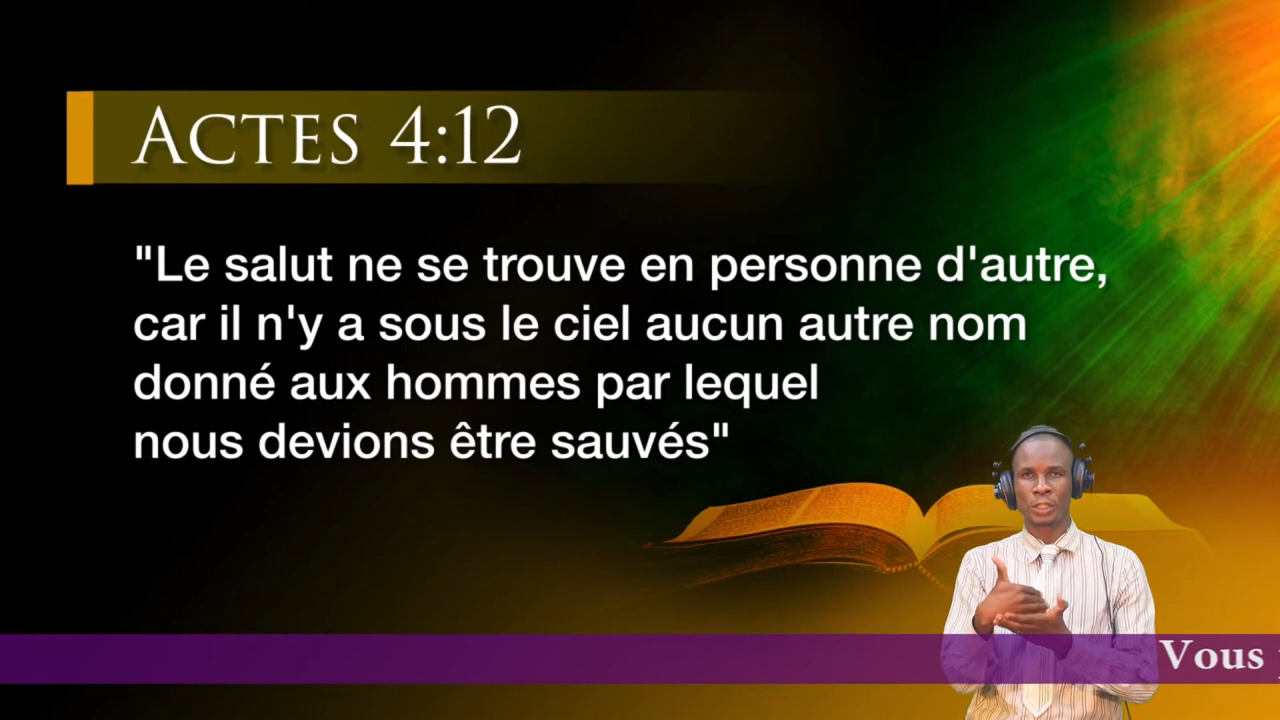 ACTES 4:12
"Le salut ne se trouve en personne d'autre,
car il n'y a sous le ciel aucun autre nom
donné aux hommes par lequel
nous devions être sauvés"
Vous